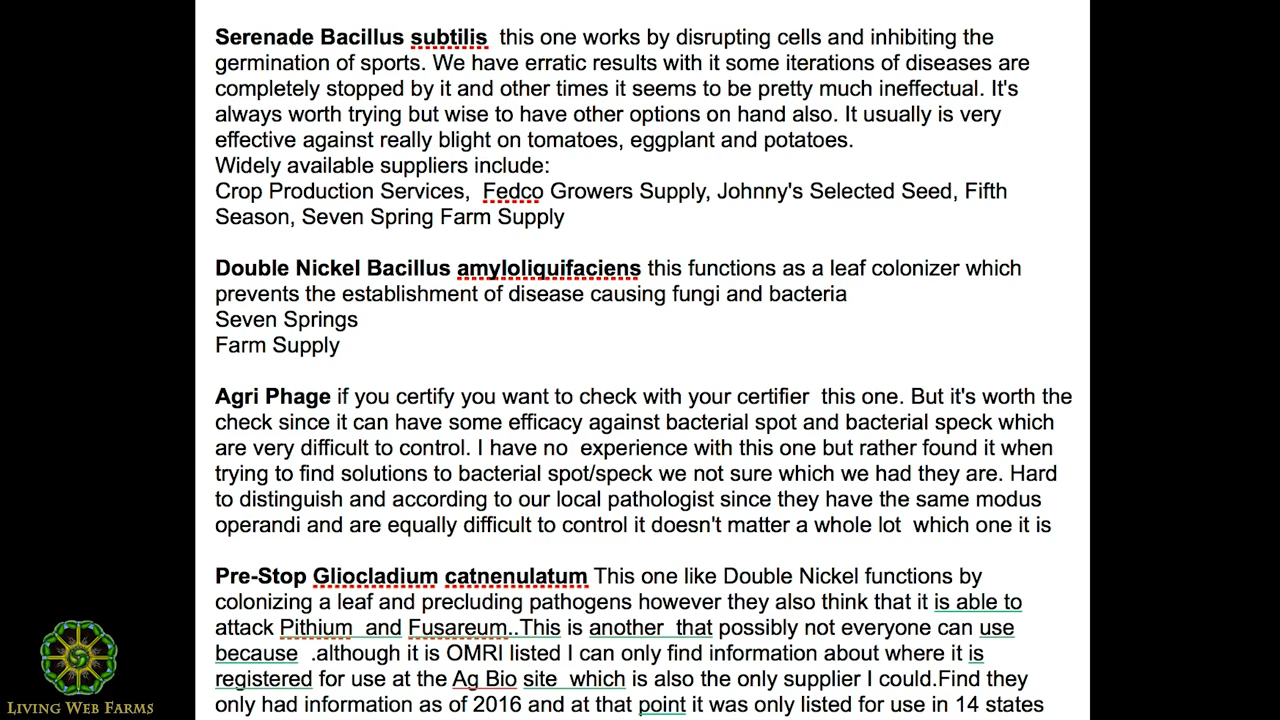 Serenade Bacillus subtilis  this one works by disrupting cells and inhibiting the
germination of sports. We have erratic results with it some iterations of diseases are
completely stopped by it and other times it seems to be pretty much ineffectual. It's
always worth trying but wise to have other options on hand also. It usually is very
effective against really blight on tomatoes, eggplant and potatoes.
Widely available suppliers include:
Crop Production Services,  Fedco Growers Supply, Johnny's Selected Seed, Fifth
Season, Seven Spring Farm Supply
Double Nickel Bacillus amyloliquifaciens this functions as a leaf colonizer which
prevents the establishment of disease causing fungi and bacteria
Seven Springs
Farm Supply
Agri Phage if you certify you want to check with your certifier  this one. But it's worth the
check since it can have some efficacy against bacterial spot and bacterial speck which
are very difficult to control. I have no  experience with this one but rather found it when
trying to find solutions to bacterial spot/speck we not sure which we had they are. Hard
to distinguish and according to our local pathologist since they have the same modus
operandi and are equally difficult to control it doesn't matter a whole lot  which one it is
Pre-Stop Gliocladium catnenulatum This one like Double Nickel functions by
colonizing a leaf and precluding pathogens however they also think that it is able to
attack Pithium  and Fusareum..This is another  that possibly not everyone can use
because  .although it is OMRI listed I can only find information about where it is
registered for use at the Ag Bio site  which is also the only supplier I could.Find they
only had information as of 2016 and at that point it was only listed for use in 14 states
LIVING WEB FARMS